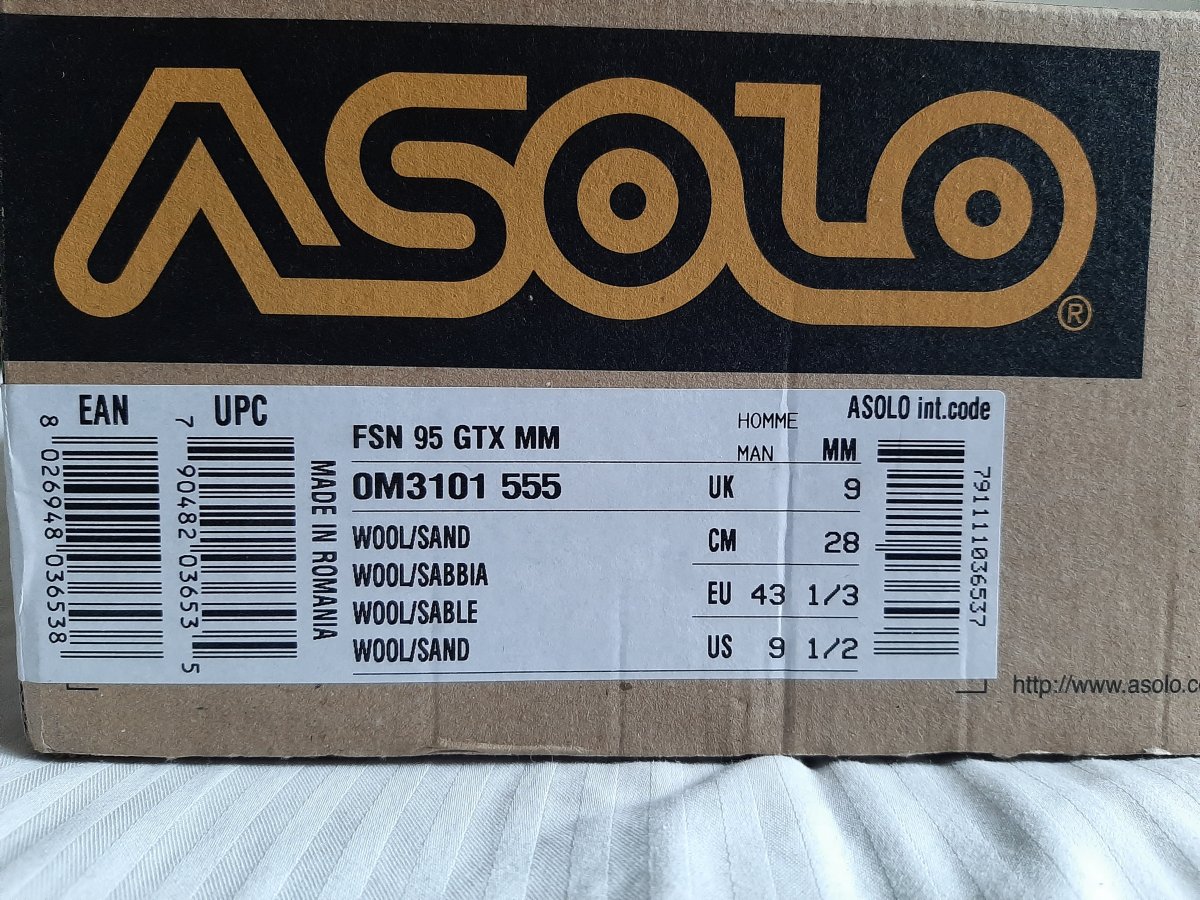 ASOLO®
EAN
8 026948 036538
UPC
7 90482 03653 5
MADE IN ROMANIA
FSN 95 GTX MM
0M3101 555
WOOL/SAND
WOOL/SABBIA
WOOL/SABLE
WOOL/SAND
HOMME
MAN MM
UK 9
CM 28
EU 43 1/3
US 9 1/2
ASOLO int.code
7911111036537
http://www.asolo.c